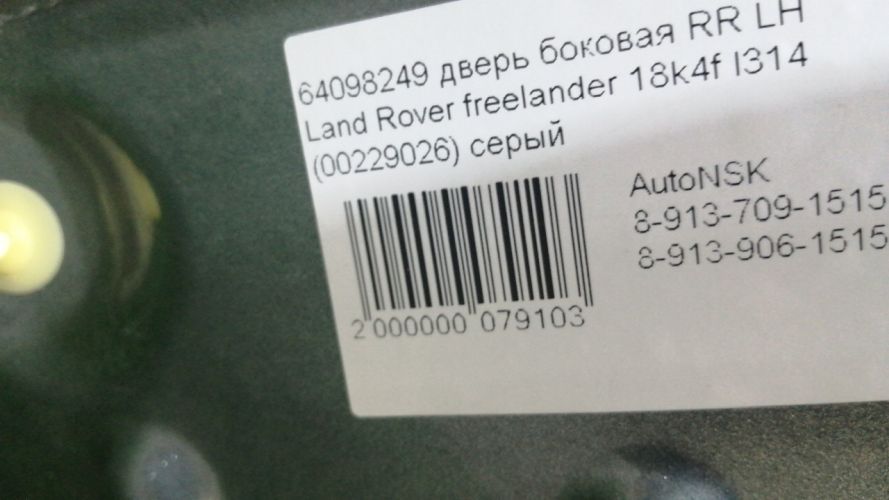 64098249 дверь боковая RR LH
Land Rover freelander 18k4f l314
(00229026) серый
AutoNSK
8-913-709-1515
8-913-906-1515
2 000000 079103